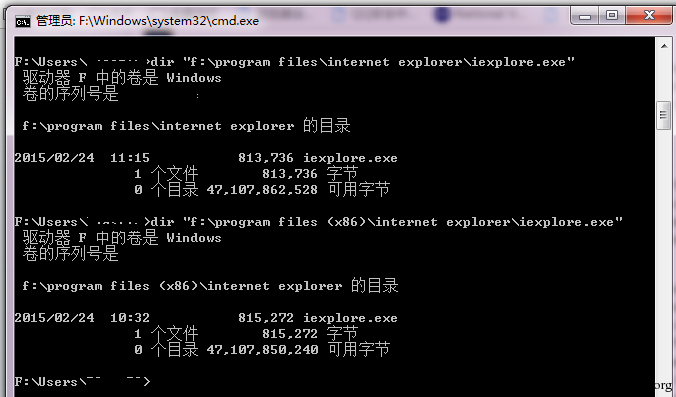 管理员: F:\Windows\system32\cmd.exe
F:\Users\ >dir "f:\program files\internet explorer\iexplore.exe"
驱动器 F 中的卷是 Windows
卷的序列号是
f:\program files\internet explorer 的目录
2015/02/24 11:15 813,736 iexplore.exe
1 个文件 813,736 字节
0 个目录 47,107,862,528 可用字节
F:\Users\ >dir "f:\program files (x86)\internet explorer\iexplore.exe"
驱动器 F 中的卷是 Windows
卷的序列号是
f:\program files (x86)\internet explorer 的目录
2015/02/24 10:32 815,272 iexplore.exe
1 个文件 815,272 字节
0 个目录 47,107,850,240 可用字节
F:\Users\ >
org